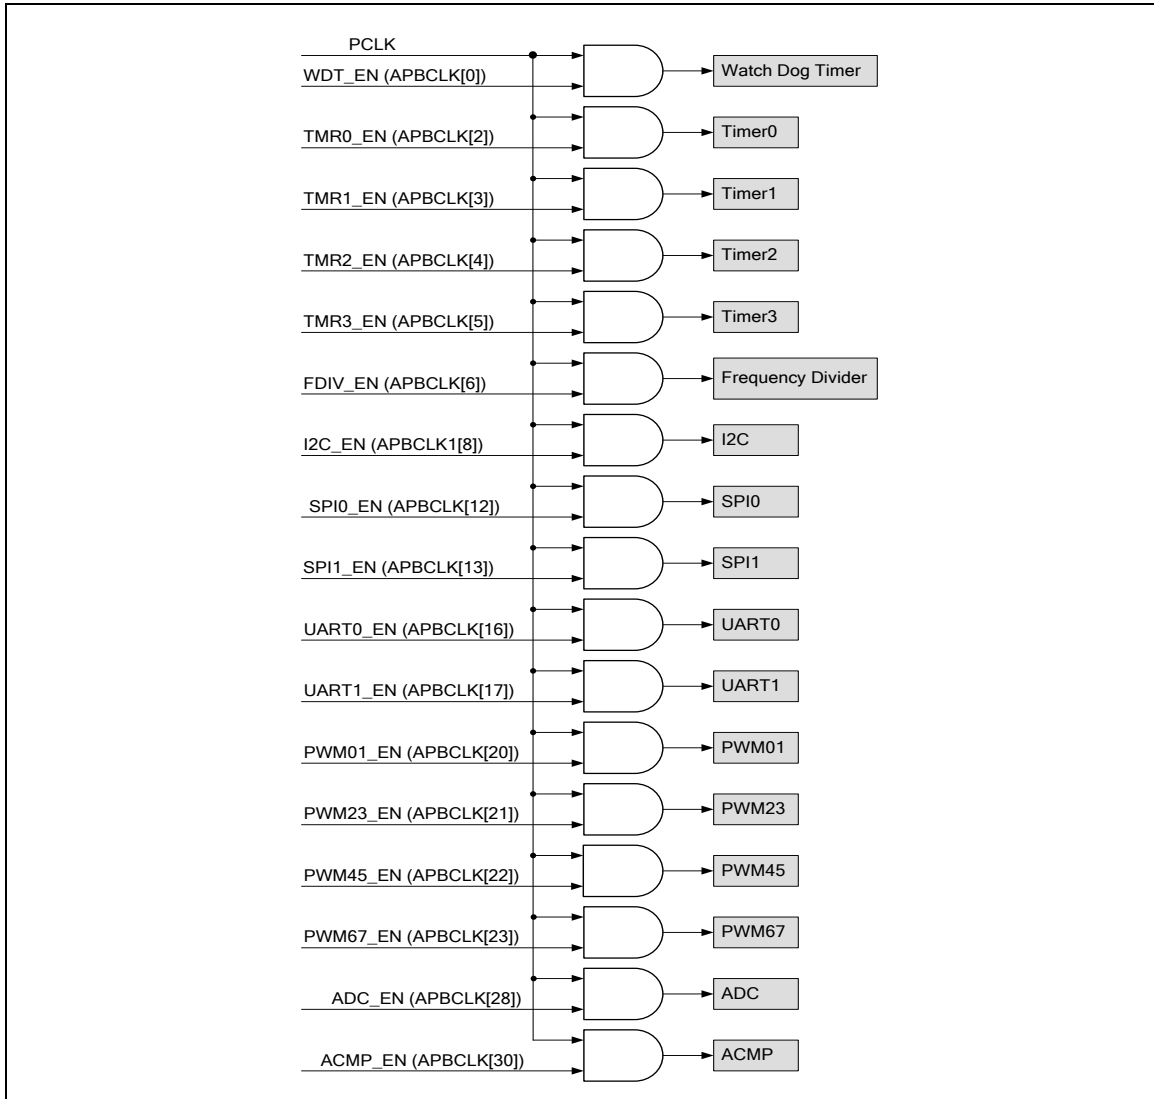 PCLK
WDT_EN (APBCLK[0])
Watch Dog Timer
TMR0_EN (APBCLK[2])
Timer0
TMR1_EN (APBCLK[3])
Timer1
TMR2_EN (APBCLK[4])
Timer2
TMR3_EN (APBCLK[5])
Timer3
FDIV_EN (APBCLK[6])
Frequency Divider
I2C_EN (APBCLK1[8])
I2C
SPI0_EN (APBCLK[12])
SPI0
SPI1_EN (APBCLK[13])
SPI1
UART0_EN (APBCLK[16])
UART0
UART1_EN (APBCLK[17])
UART1
PWM01_EN (APBCLK[20])
PWM01
PWM23_EN (APBCLK[21])
PWM23
PWM45_EN (APBCLK[22])
PWM45
PWM67_EN (APBCLK[23])
PWM67
ADC_EN (APBCLK[28])
ADC
ACMP_EN (APBCLK[30])
ACMP